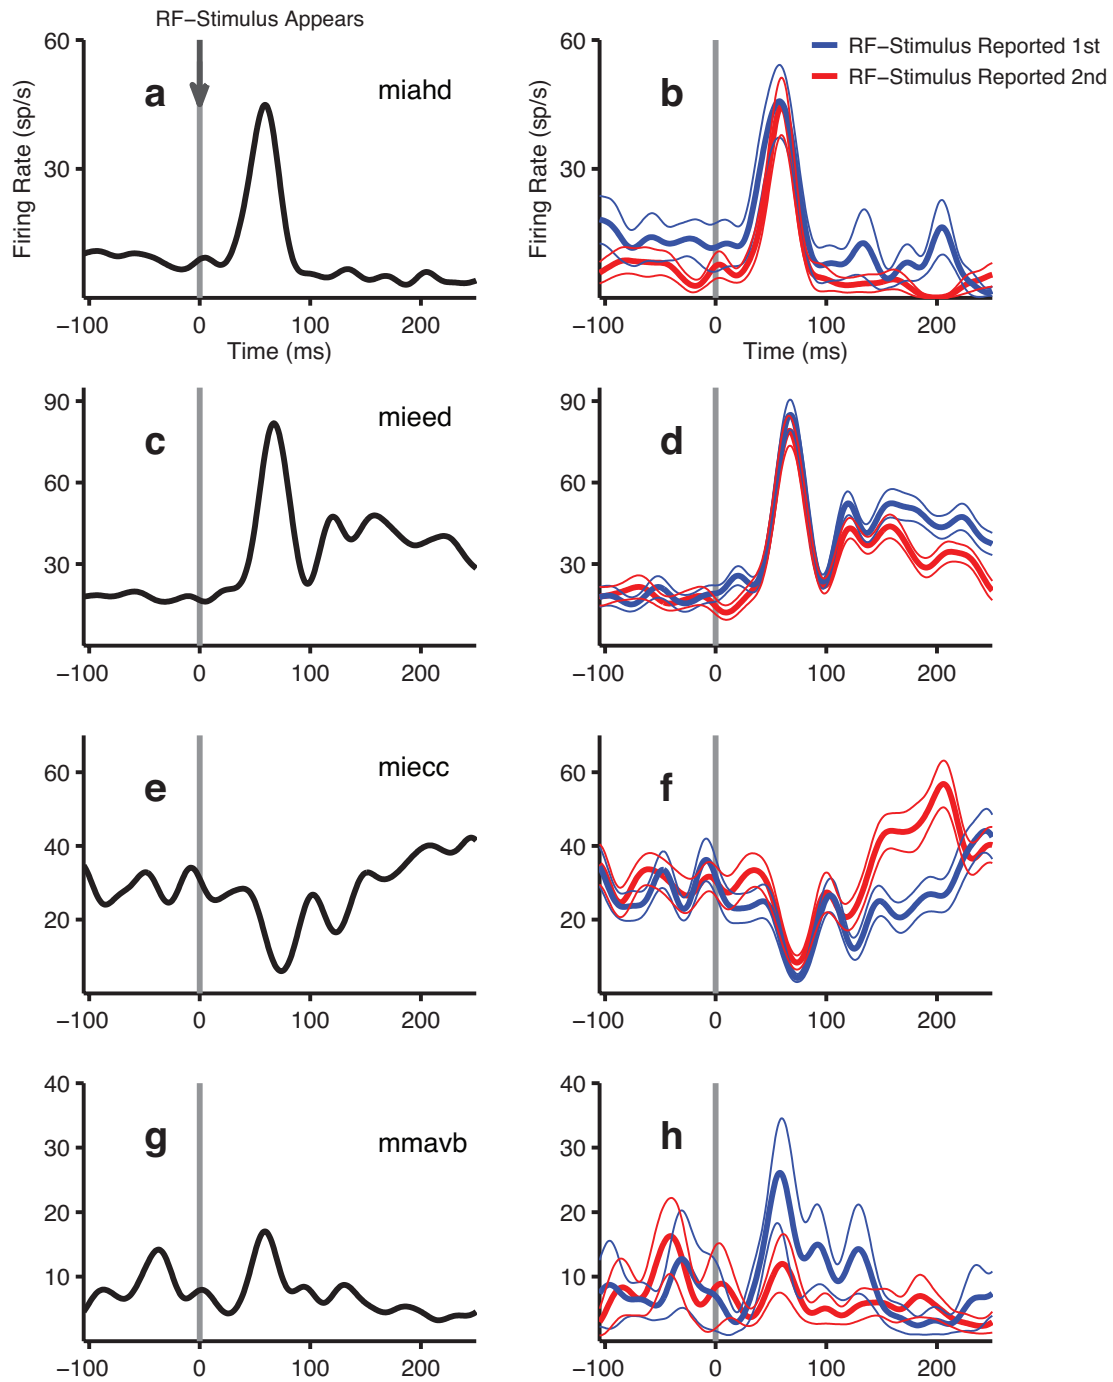 RF−Stimulus Appears
60
30
Firing Rate (sp/s)
a
miahd
−100 0 100 200
Time (ms)
60
30
Firing Rate (sp/s)
b
RF−Stimulus Reported 1st
RF−Stimulus Reported 2nd
−100 0 100 200
Time (ms)
90
60
30
c
mieed
−100 0 100 200
90
60
30
d
−100 0 100 200
60
40
20
e
miecc
−100 0 100 200
60
40
20
f
−100 0 100 200
40
30
20
10
g
mmavb
−100 0 100 200
40
30
20
10
h
−100 0 100 200